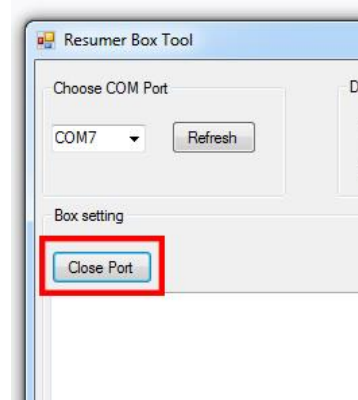 Resumer Box Tool
Choose COM Port
D
COM7
Refresh
Box setting
Close Port